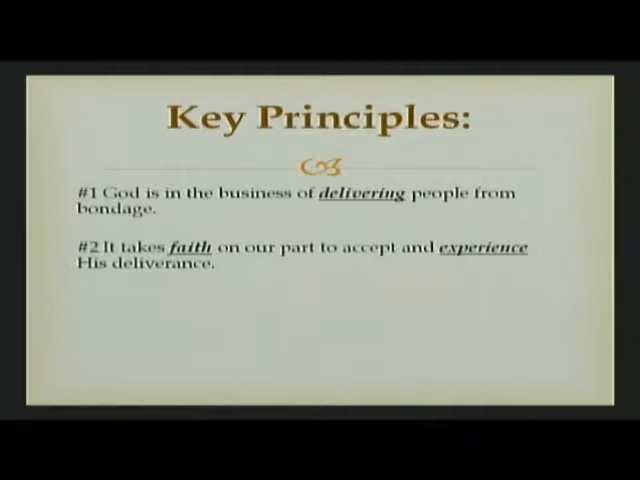 Key Principles:
#1 God is in the business of delivering people from
bondage.
#2 It takes faith on our part to accept and experience
His deliverance.